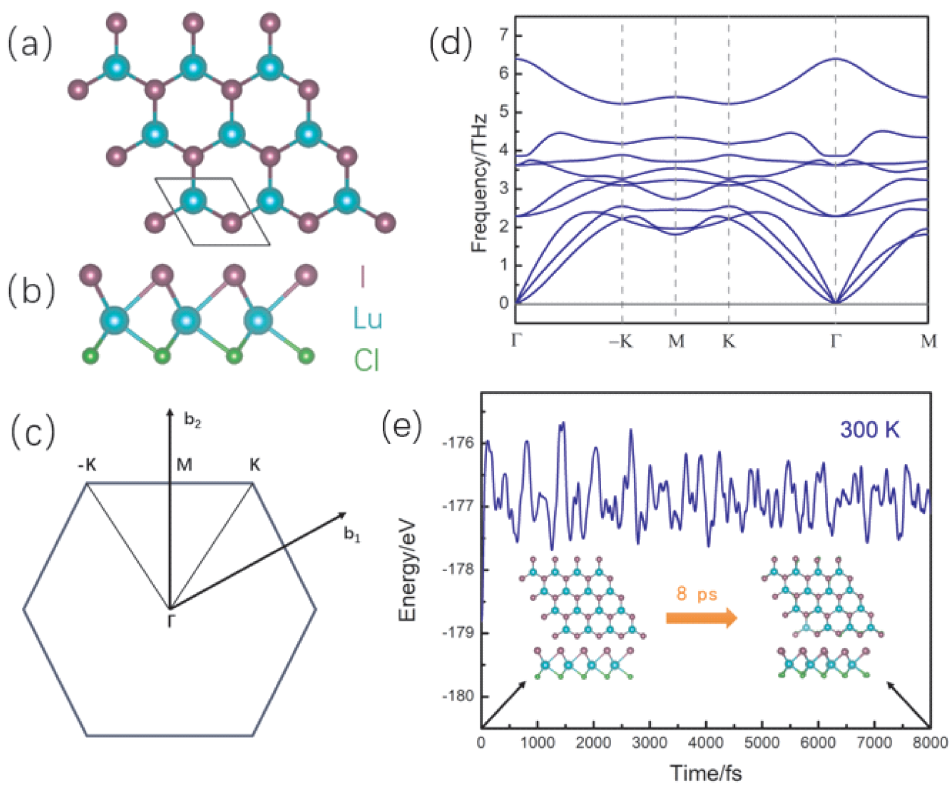 (a)
(b)
I
Lu
Cl
(c)
b₂
-K
M
K
b₁
Γ
(d)
Frequency/THz
7
6
5
4
3
2
1
0
Γ
−K
M
K
Γ
M
(e)
300 K
Energy/eV
-176
-177
-178
-179
-180
8 ps
0
1000
2000
3000
4000
5000
6000
7000
8000
Time/fs